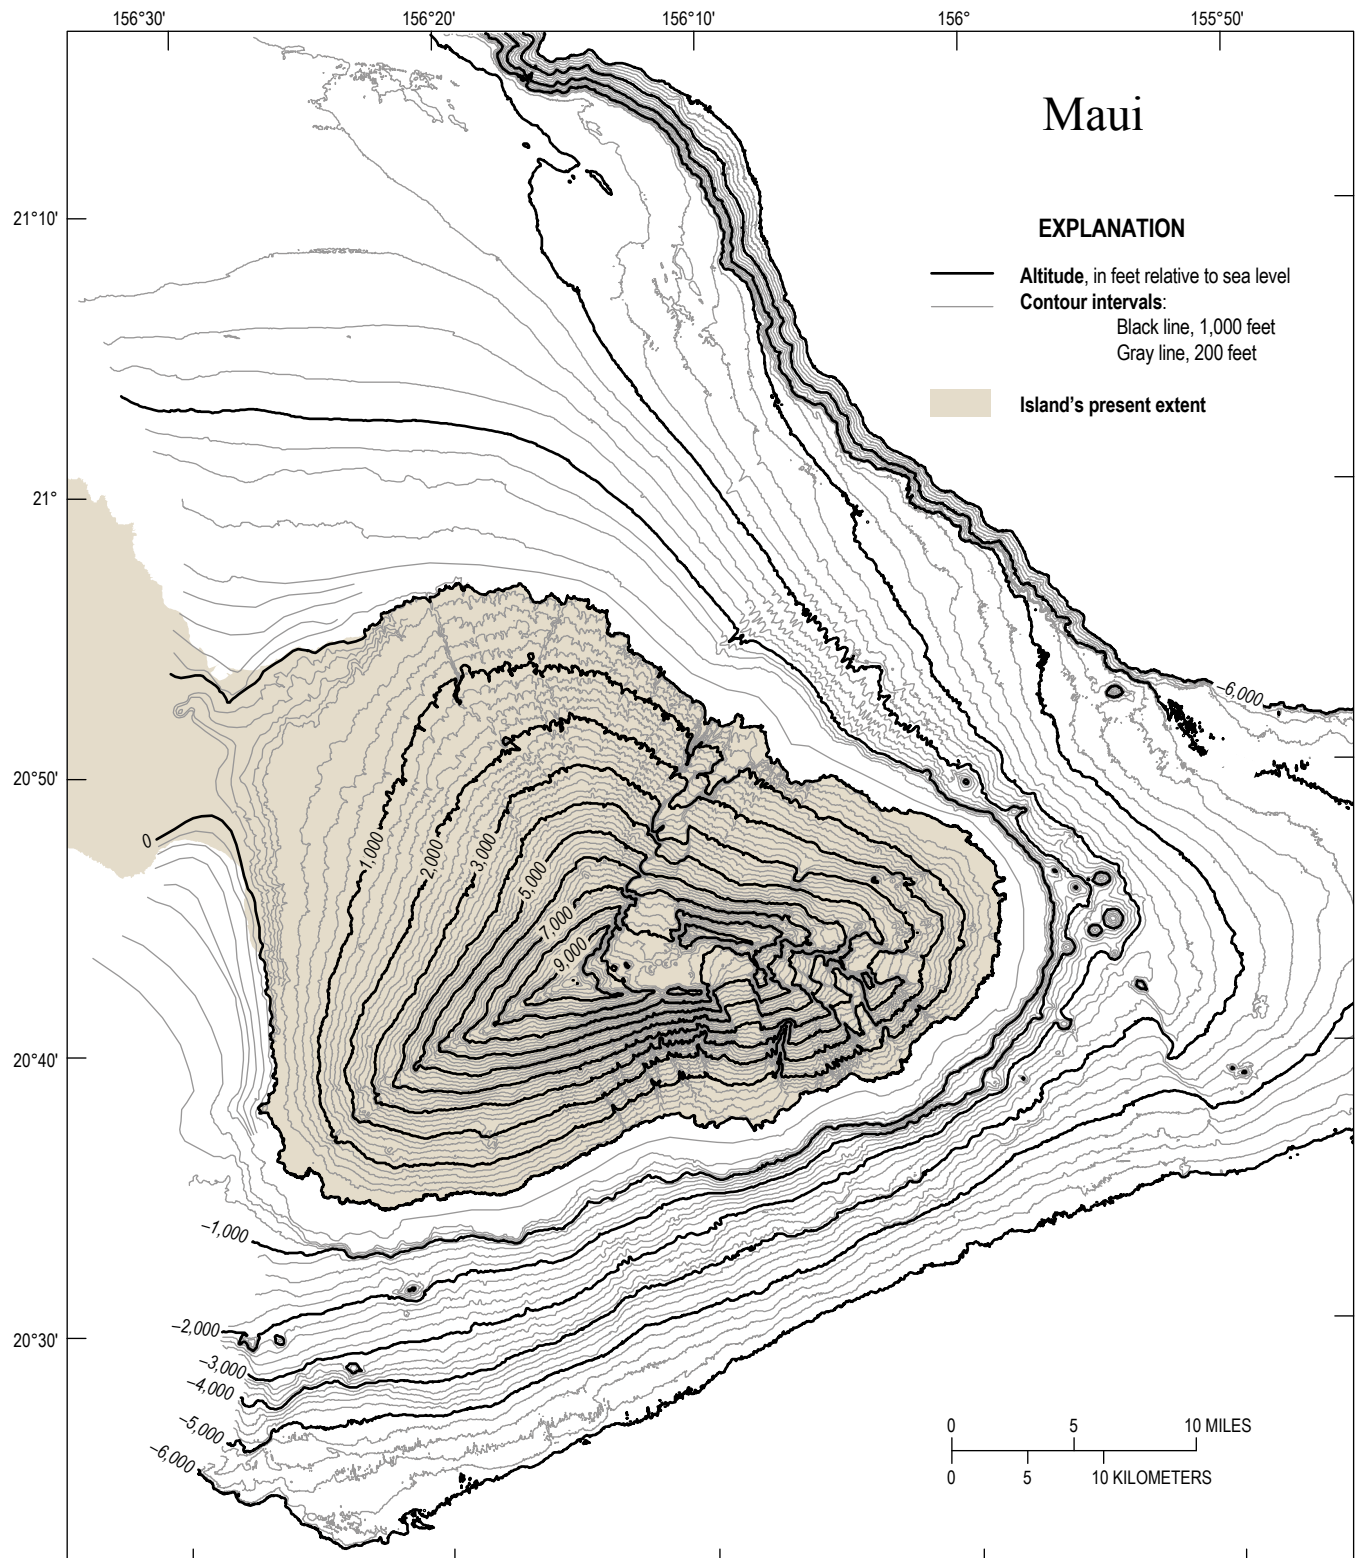 156°30'
156°20'
156°10'
156°
155°50'
Maui
21°10'
EXPLANATION
Altitude, in feet relative to sea level
Contour intervals:
Black line, 1,000 feet
Gray line, 200 feet
Island's present extent
21°
–6,000
20°50'
0
1,000
2,000
3,000
5,000
7,000
9,000
20°40'
–1,000
–2,000
20°30'
–3,000
–4,000
–5,000
–6,000
0 5 10 MILES
0 5 10 KILOMETERS